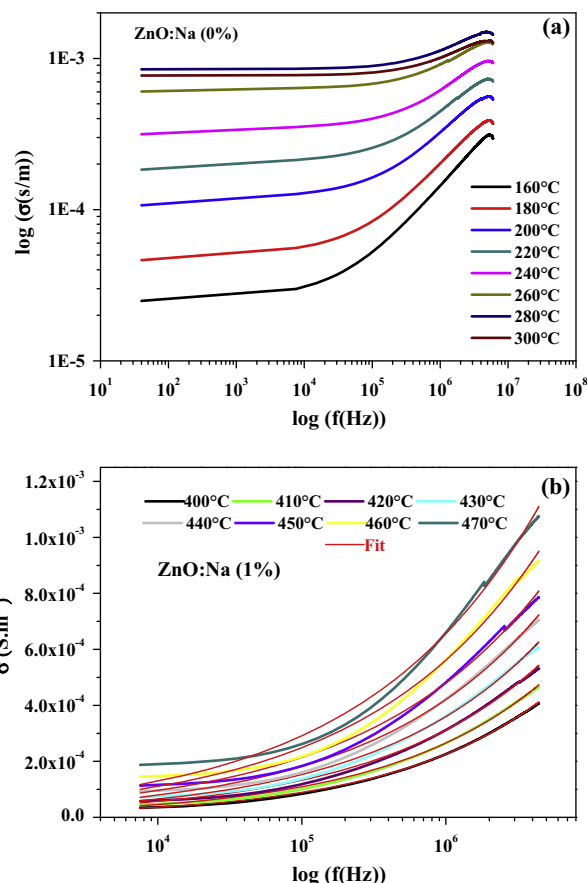 (a)
ZnO:Na (0%)
1E-3
1E-4
1E-5
log (σ(s/m))
160°C
180°C
200°C
220°C
240°C
260°C
280°C
300°C
10¹ 10² 10³ 10⁴ 10⁵ 10⁶ 10⁷ 10⁸
log (f(Hz))
(b)
400°C 410°C 420°C 430°C
440°C 450°C 460°C 470°C
Fit
ZnO:Na (1%)
1.2x10⁻³
1.0x10⁻³
8.0x10⁻⁴
6.0x10⁻⁴
4.0x10⁻⁴
2.0x10⁻⁴
0.0
10⁴ 10⁵ 10⁶
log (f(Hz))